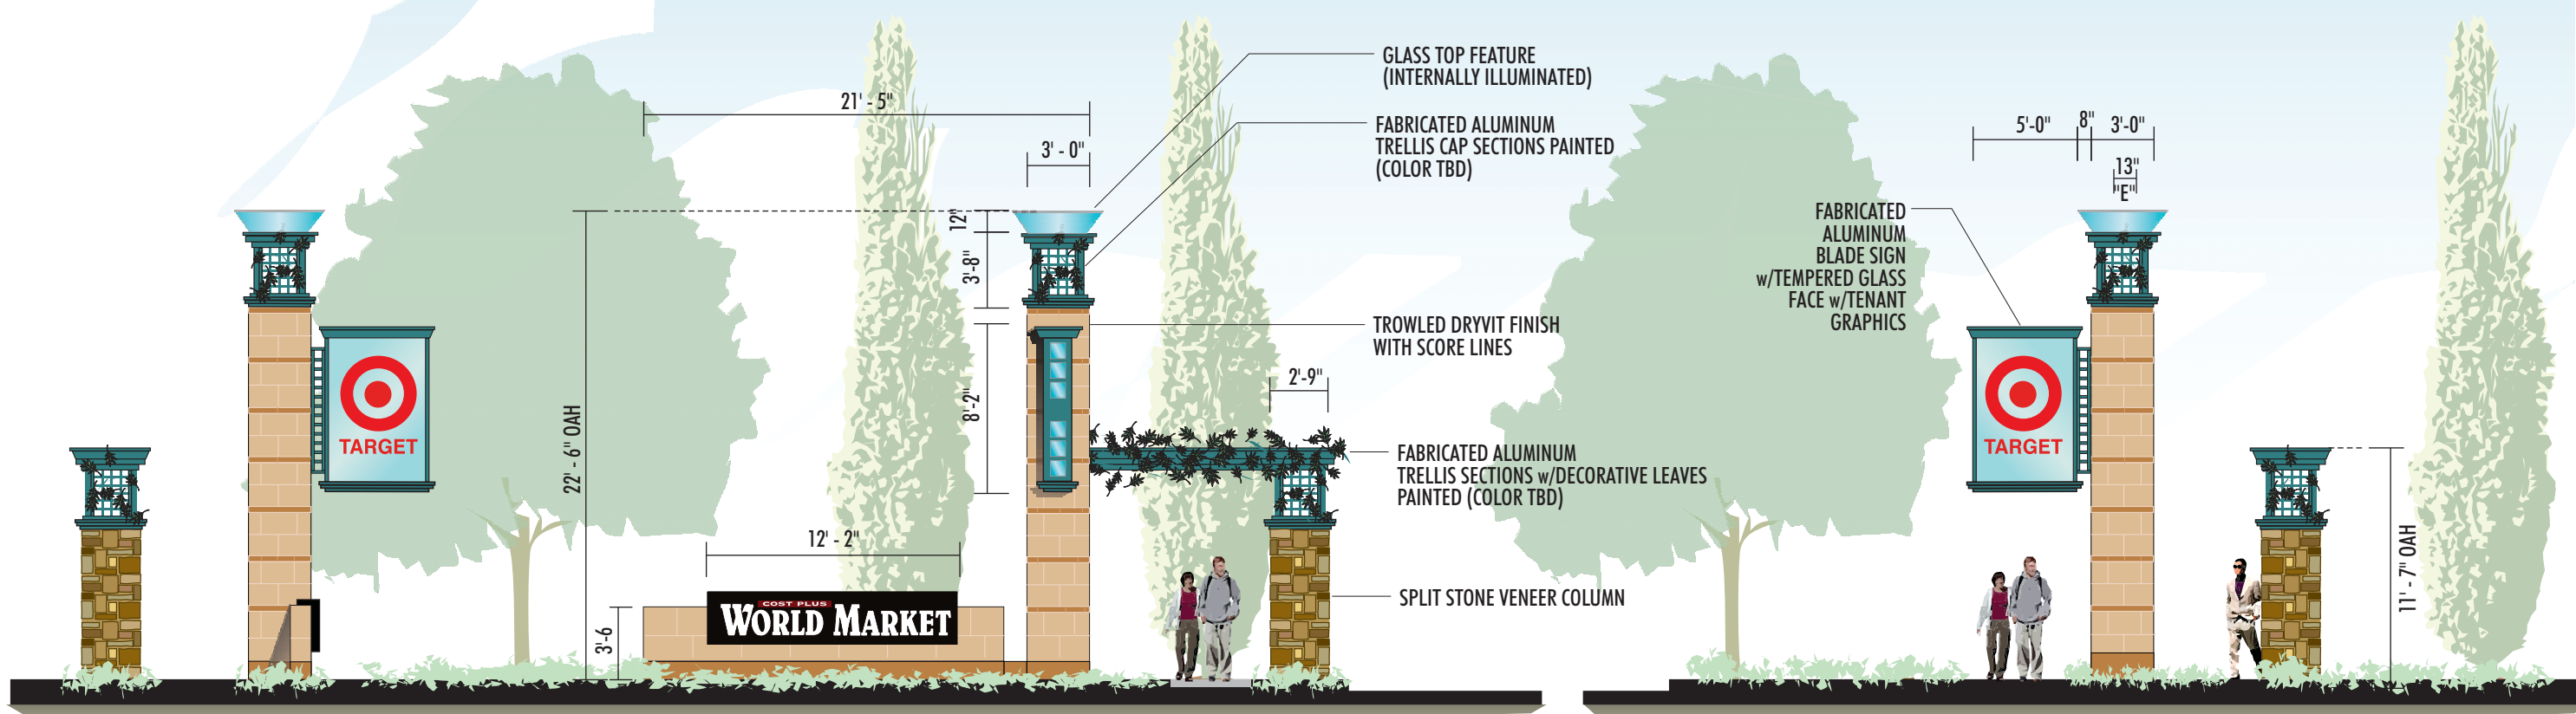 GLASS TOP FEATURE
(INTERNALLY ILLUMINATED)
21' - 5"
FABRICATED ALUMINUM
TRELLIS CAP SECTIONS PAINTED
(COLOR TBD)
3' - 0"
12"
3'-8"
TROWLED DRYVIT FINISH
WITH SCORE LINES
8'-2"
2'-9"
22' - 6" OAH
TARGET
FABRICATED ALUMINUM
TRELLIS SECTIONS w/DECORATIVE LEAVES
PAINTED (COLOR TBD)
12' - 2"
COST PLUS
WORLD MARKET
3'-6
SPLIT STONE VENEER COLUMN
5'-0"
8"
3'-0"
13"
"E"
FABRICATED
ALUMINUM
BLADE SIGN
w/TEMPERED GLASS
FACE w/TENANT
GRAPHICS
TARGET
11' - 7" OAH